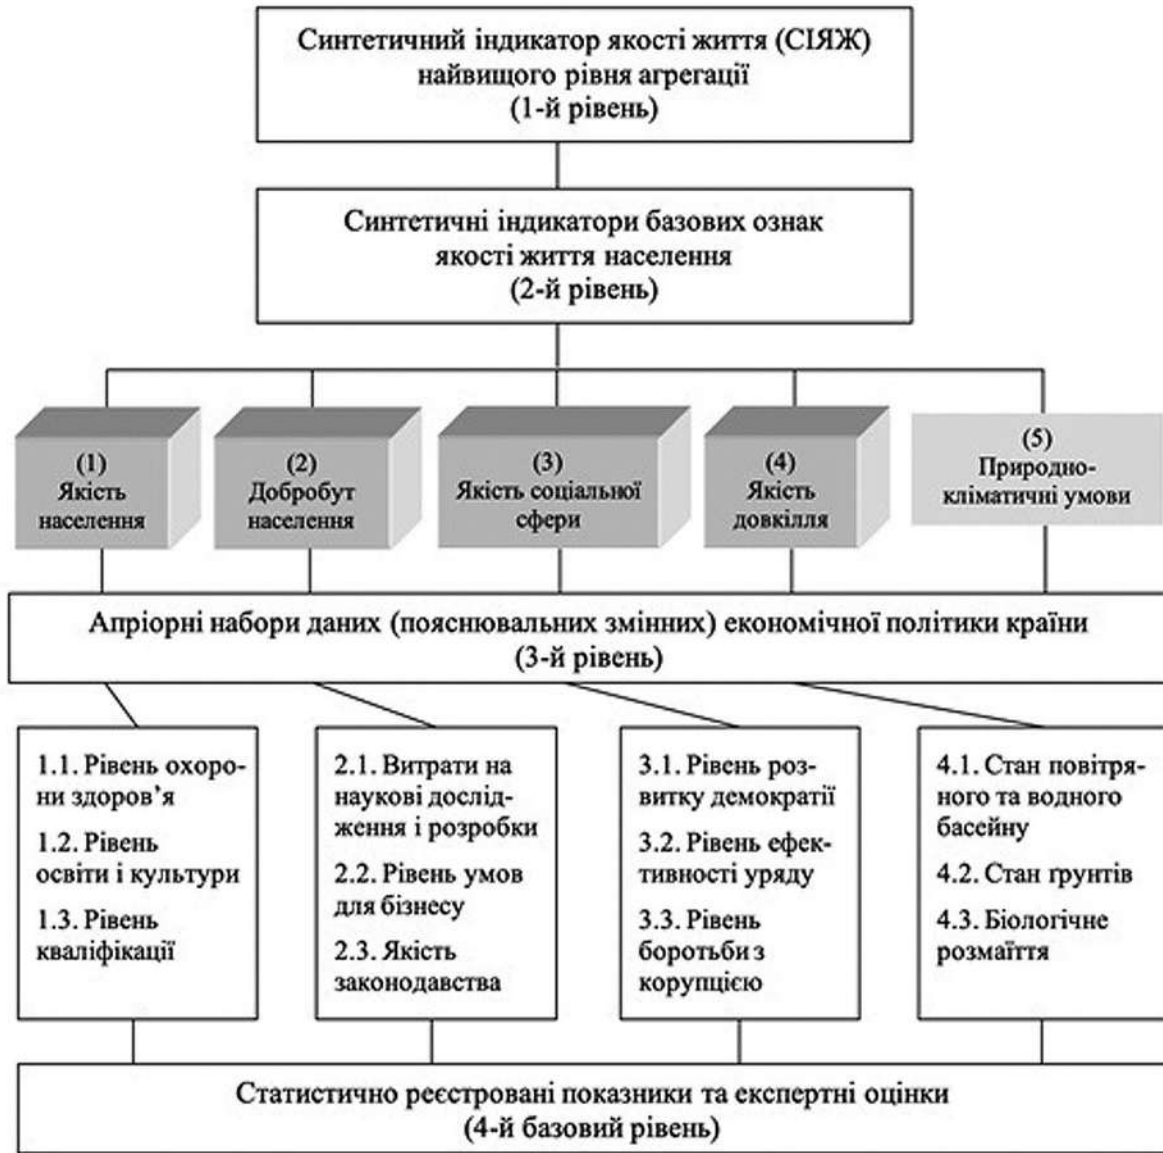 Синтетичний індикатор якості життя (СІЯЖ)
найвищого рівня агрегації
(1-й рівень)
Синтетичні індикатори базових ознак
якості життя населення
(2-й рівень)
(1)
Якість
населення
(2)
Добробут
населення
(3)
Якість соціальної
сфери
(4)
Якість
довкілля
(5)
Природно-
кліматичні умови
Апріорні набори даних (пояснювальних змінних) економічної політики країни
(3-й рівень)
1.1. Рівень охоро-
ни здоров’я
1.2. Рівень
освіти і культури
1.3. Рівень
кваліфікації
2.1. Витрати на
наукові дослід-
ження і розробки
2.2. Рівень умов
для бізнесу
2.3. Якість
законодавства
3.1. Рівень роз-
витку демократії
3.2. Рівень ефек-
тивності уряду
3.3. Рівень
боротьби з
корупцією
4.1. Стан повітря-
ного та водного
басейну
4.2. Стан ґрунтів
4.3. Біологічне
розмаїття
Статистично реєстровані показники та експертні оцінки
(4-й базовий рівень)